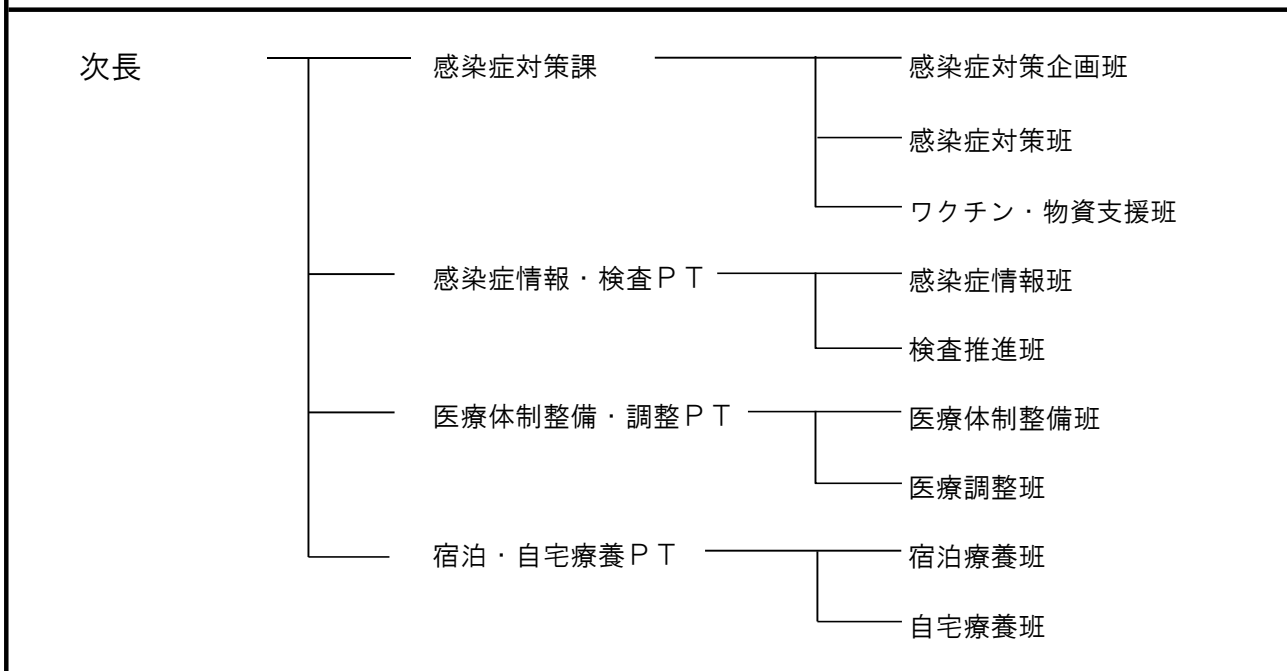 次長 感染症対策課 感染症対策企画班
感染症対策班
ワクチン・物資支援班
感染症情報・検査ＰＴ 感染症情報班
検査推進班
医療体制整備・調整ＰＴ 医療体制整備班
医療調整班
宿泊・自宅療養ＰＴ 宿泊療養班
自宅療養班